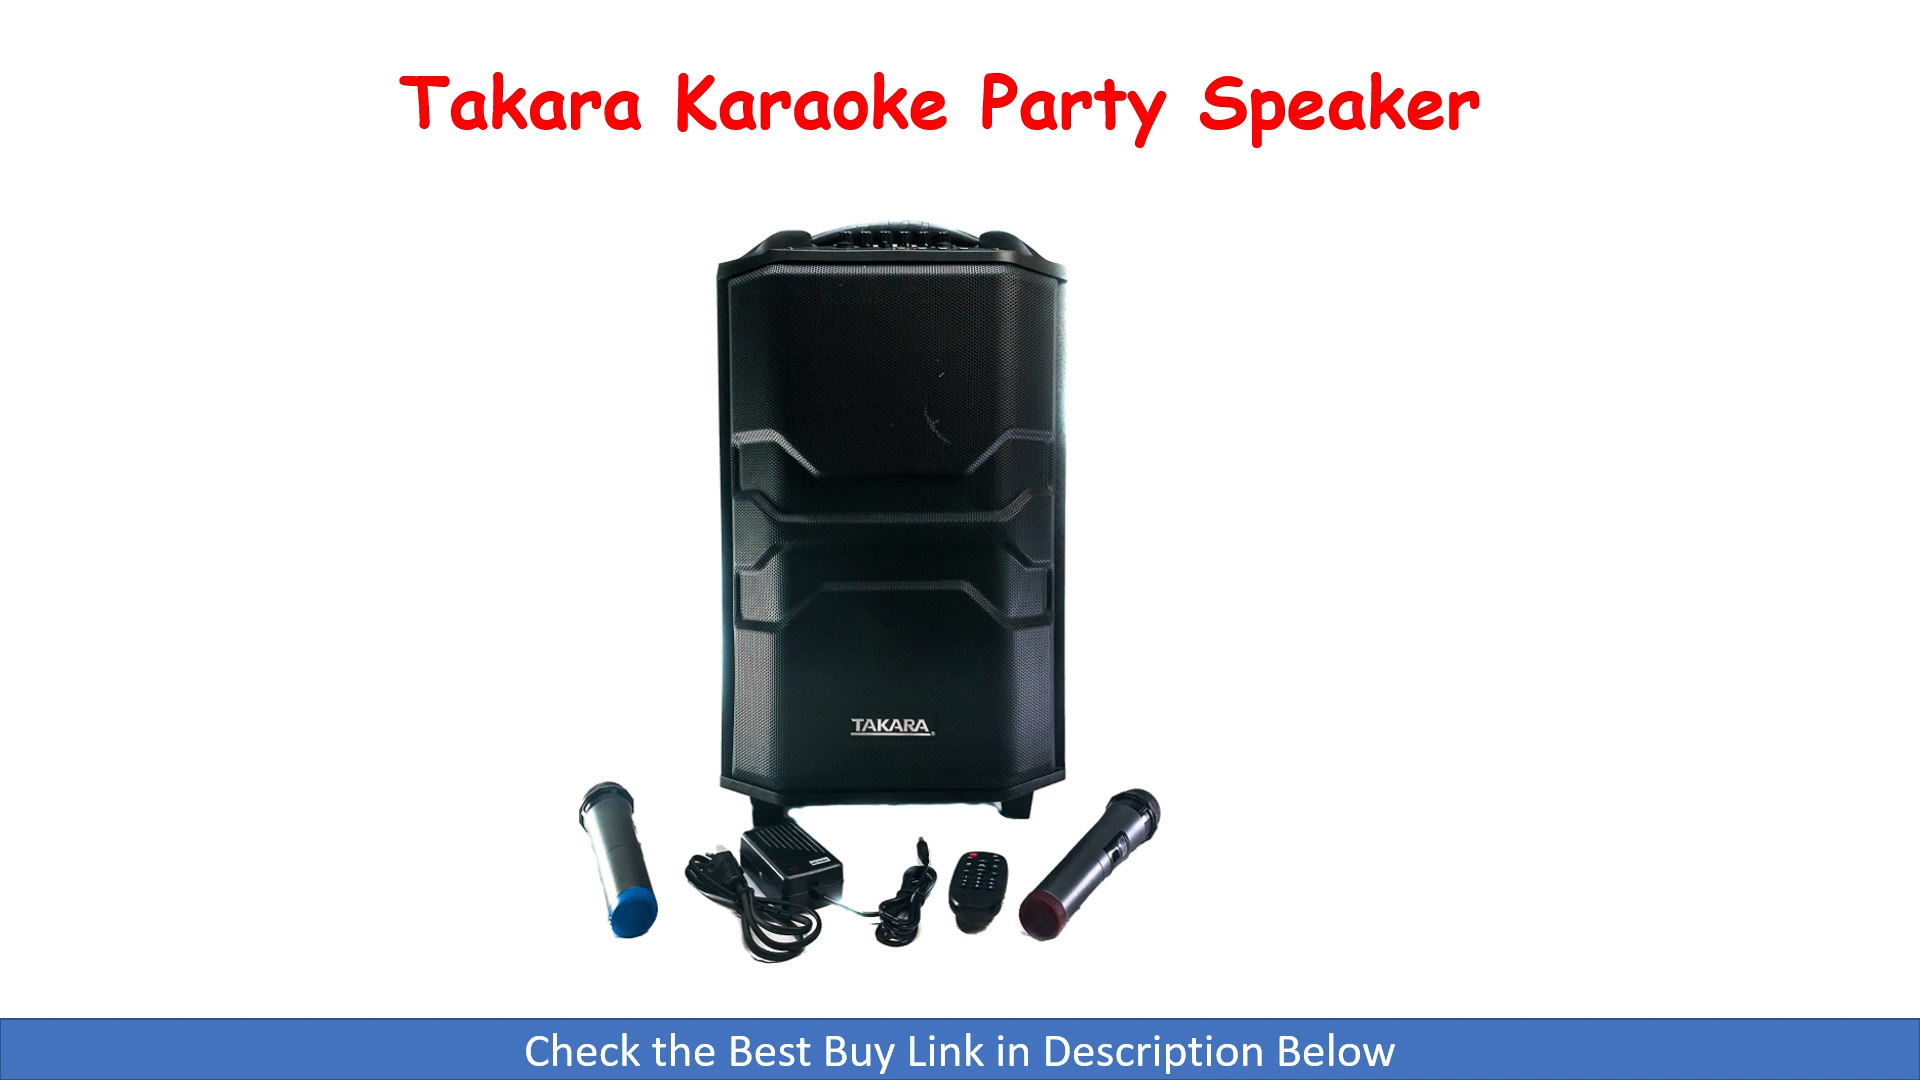 Takara Karaoke Party Speaker
TAKARA
Check the Best Buy Link in Description Below